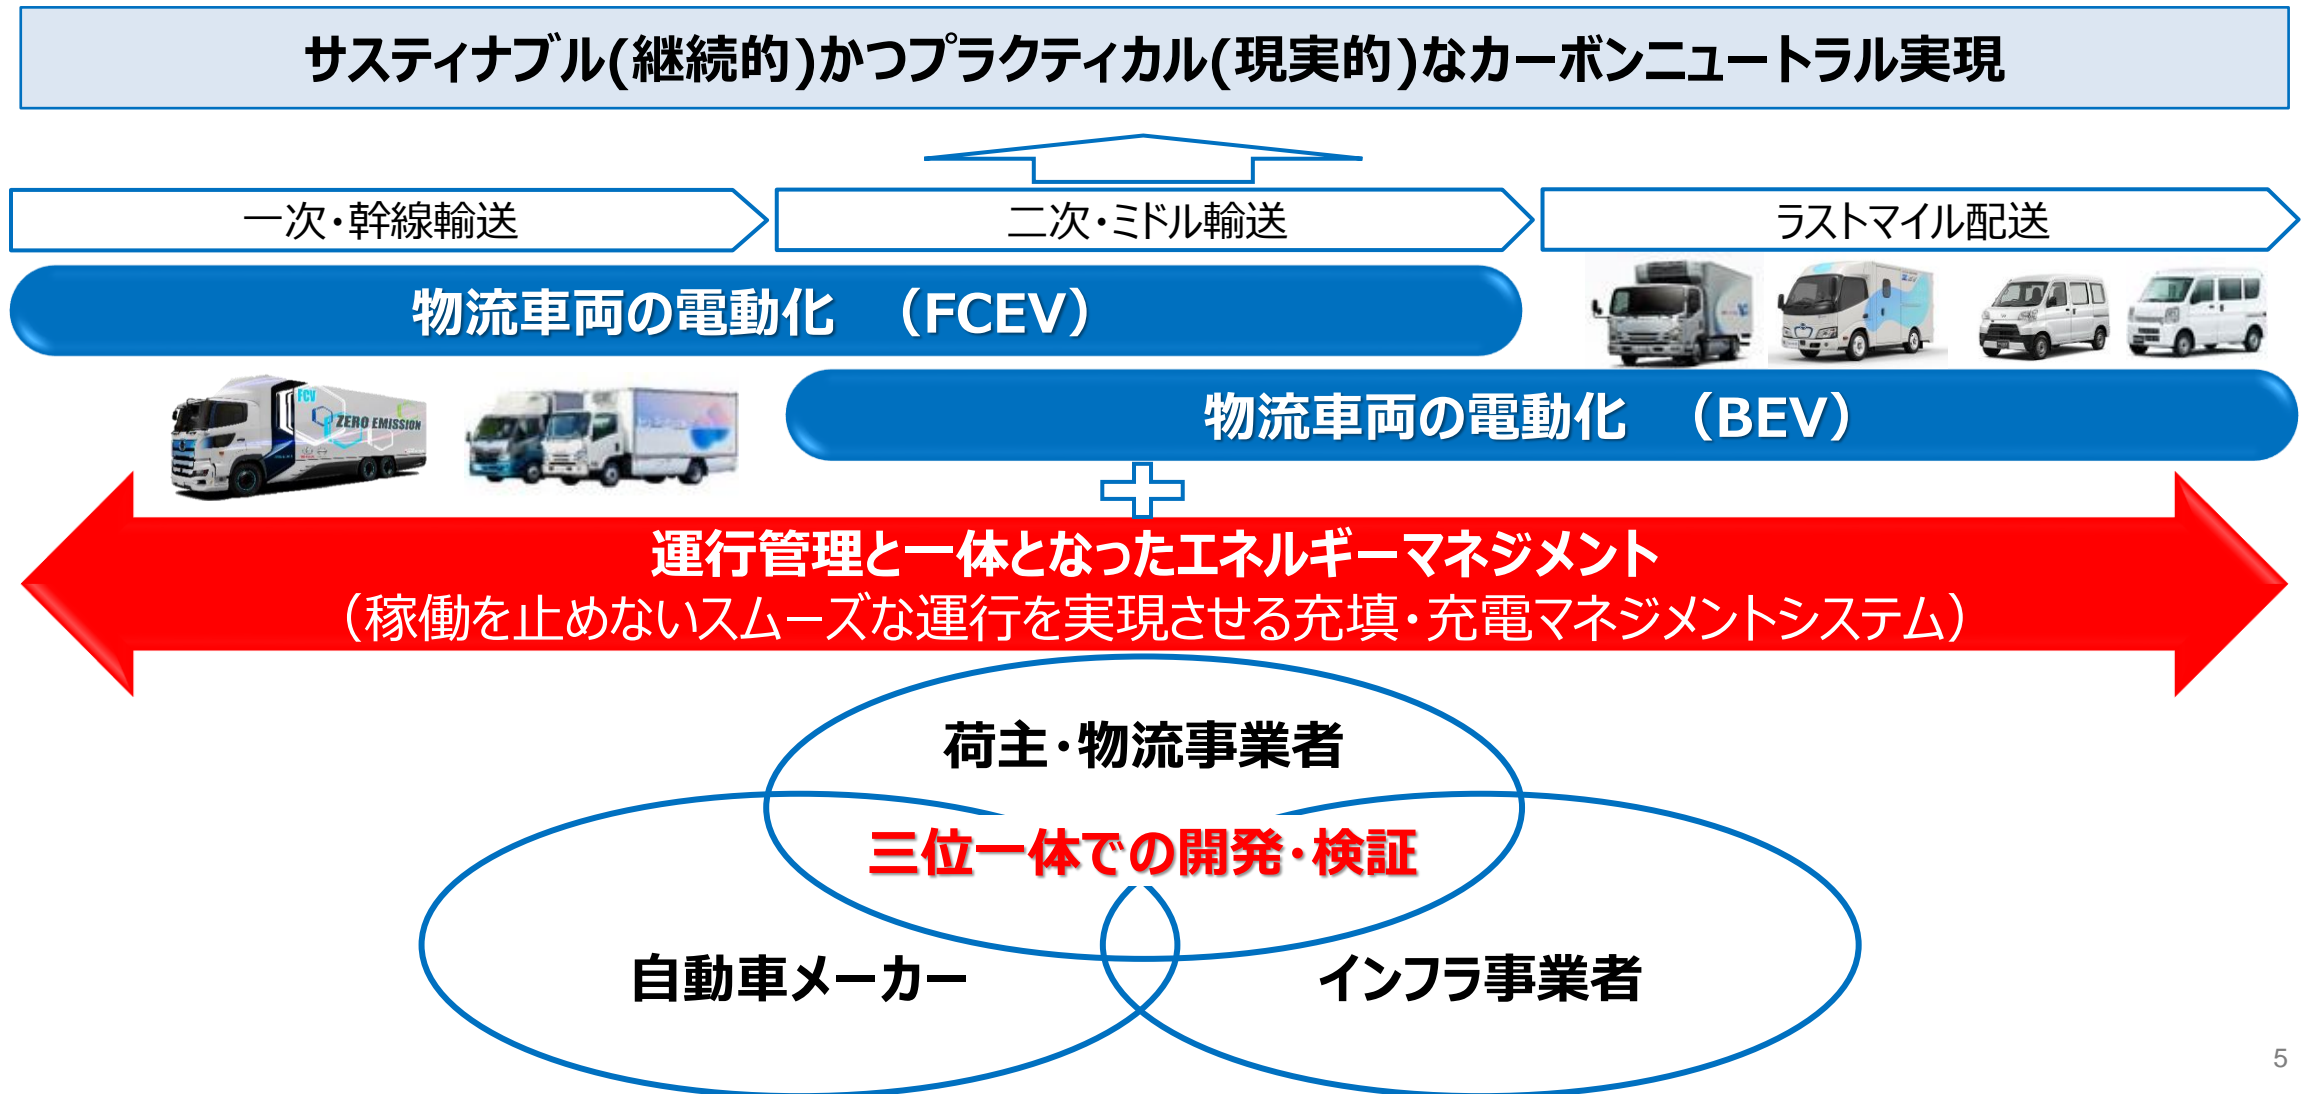 サスティナブル(継続的)かつプラクティカル(現実的)なカーボンニュートラル実現
一次・幹線輸送
二次・ミドル輸送
ラストマイル配送
物流車両の電動化　（FCEV）
FCV
ZERO EMISSION
物流車両の電動化　（BEV）
運行管理と一体となったエネルギーマネジメント
（稼働を止めないスムーズな運行を実現させる充填・充電マネジメントシステム）
荷主・物流事業者
三位一体での開発・検証
自動車メーカー
インフラ事業者
5